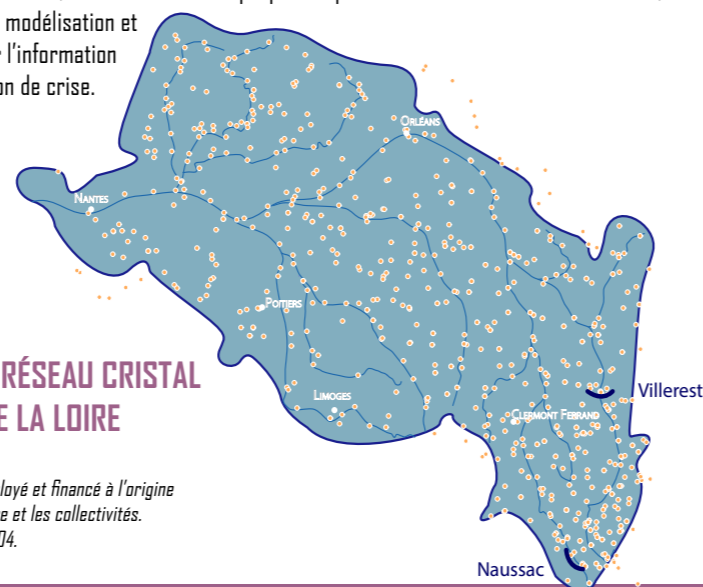 modélisation et
l'information
on de crise.
ORLÉANS
NANTES
POITIERS
RÉSEAU CRISTAL
E LA LOIRE
LIMOGES
Villerest
CLERMONT FERRAND
loyé et financé à l'origine
e et les collectivités.
04.
Naussac